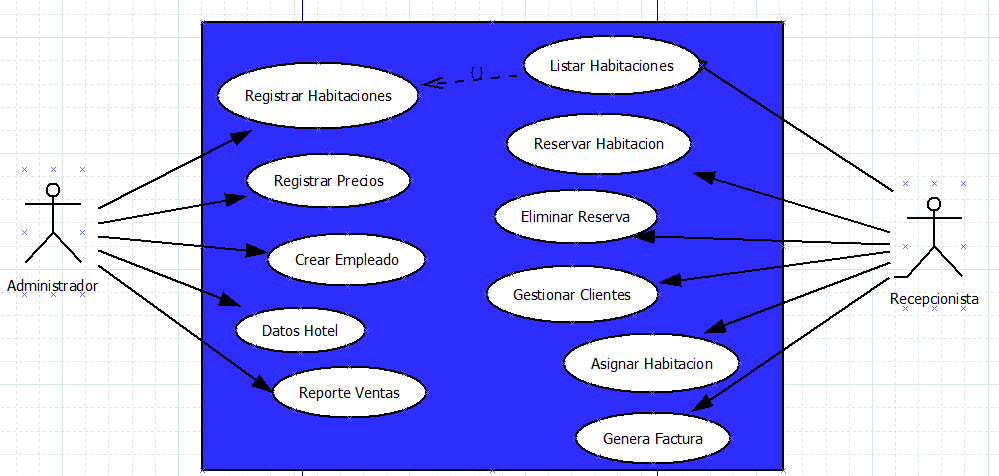 Listar Habitaciones
Registrar Habitaciones
Reservar Habitacion
Registrar Precios
Eliminar Reserva
Crear Empleado
Gestionar Clientes
Administrador
Recepcionista
Datos Hotel
Asignar Habitacion
Reporte Ventas
Genera Factura